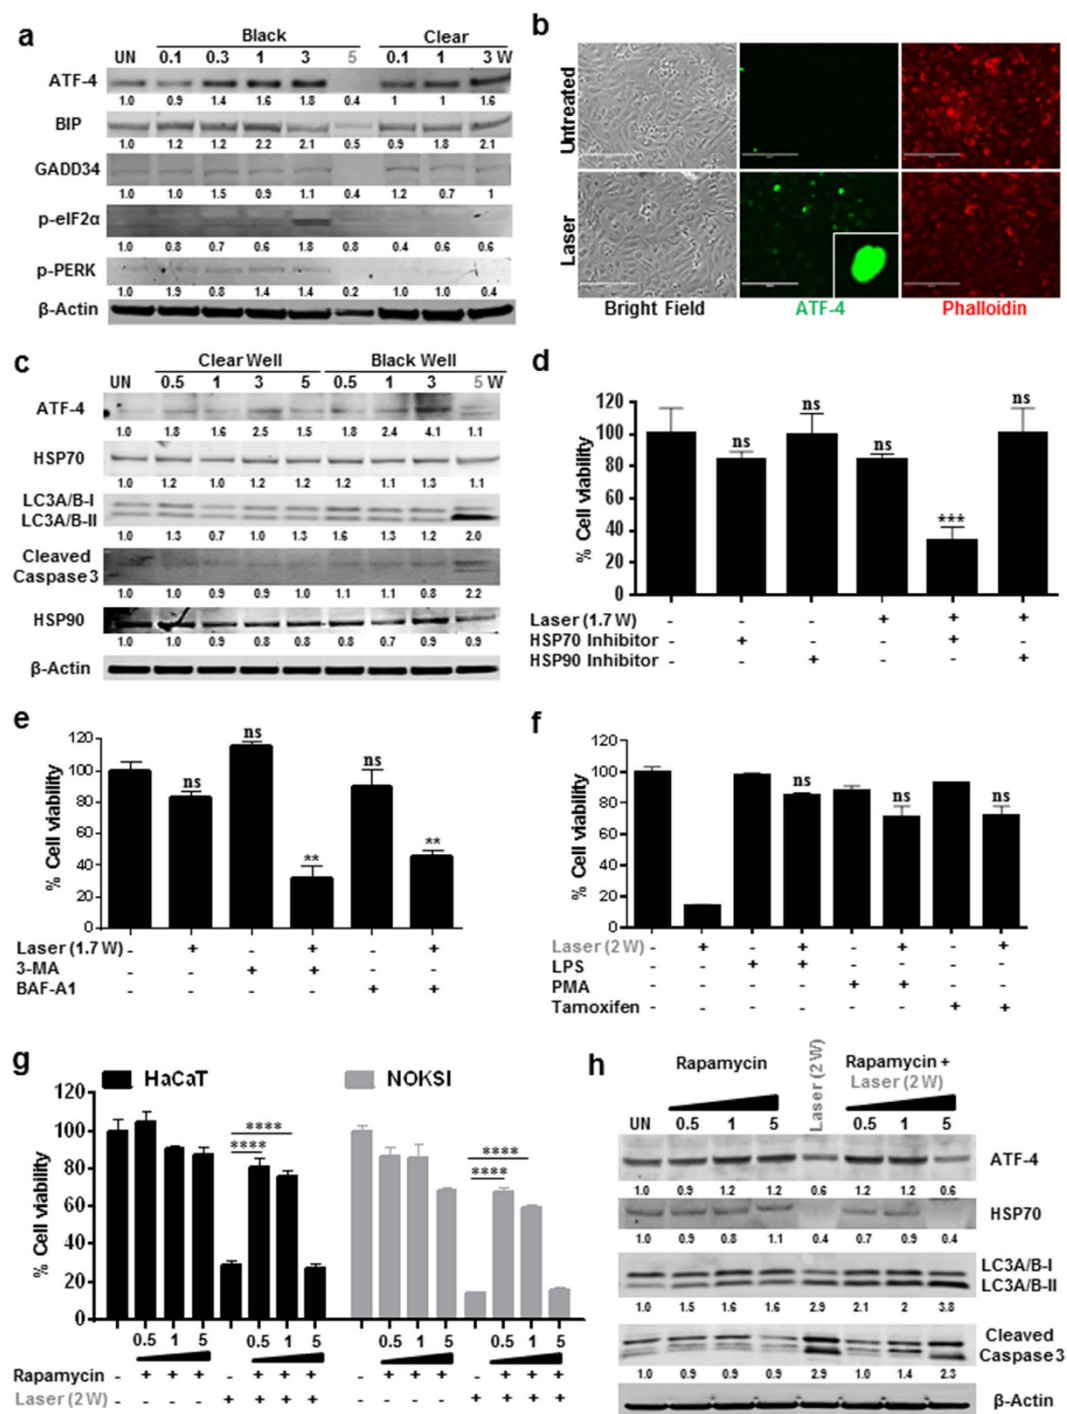 a
Black Clear
UN 0.1 0.3 1 3 5 0.1 1 3 W
ATF-4
1.0 0.9 1.4 1.6 1.8 0.4 1 1 1.6
BIP
1.0 1.2 1.2 2.2 2.1 0.5 0.9 1.8 2.1
GADD34
1.0 1.0 1.5 0.9 1.1 0.4 1.2 0.7 1
p-eIF2α
1.0 0.8 0.7 0.6 1.8 0.8 0.4 0.6 0.6
p-PERK
1.0 1.9 0.8 1.4 1.4 0.2 1.0 1.0 0.4
β-Actin
b
Untreated
Laser
Bright Field ATF-4 Phalloidin
c
Clear Well Black Well
UN 0.5 1 3 5 0.5 1 3 5 W
ATF-4
1.0 1.8 1.6 2.5 1.5 1.8 2.4 4.1 1.1
HSP70
1.0 1.2 1.0 1.2 1.2 1.2 1.1 1.3 1.1
LC3A/B-I
LC3A/B-II
1.0 1.3 0.7 1.0 1.3 1.6 1.3 1.2 2.0
Cleaved
Caspase 3
1.0 1.0 0.9 0.9 1.0 1.1 1.1 0.8 2.2
HSP90
1.0 1.0 0.9 0.8 0.8 0.8 0.7 0.9 0.9
β-Actin
d
% Cell viability
120
100
80
60
40
20
0
ns ns ns *** ns
Laser (1.7 W) - - - + + +
HSP70 Inhibitor - + - - + -
HSP90 Inhibitor - - + - - +
e
% Cell viability
120
100
80
60
40
20
0
ns ns ** ns **
Laser (1.7 W) - + - + - +
3-MA - - + + - -
BAF-A1 - - - - + +
f
% Cell viability
120
100
80
60
40
20
0
ns ns ns
Laser (2 W) - + - + - + - +
LPS - - + + - - - -
PMA - - - - + + - -
Tamoxifen - - - - - - + +
g
HaCaT NOKSI
% Cell viability
120
100
80
60
40
20
0
**** ****
**** ****
0.5 1 5 0.5 1 5 0.5 1 5 0.5 1 5
Rapamycin - + + + - + + + - + + + - + + +
Laser (2 W) - - - - + + + + - - - - + + + +
h
Rapamycin Laser (2 W) Rapamycin +
Laser (2 W)
UN 0.5 1 5 0.5 1 5
ATF-4
1.0 0.9 1.2 1.2 0.6 1.2 1.2 0.6
HSP70
1.0 0.9 0.8 1.1 0.4 0.7 0.9 0.4
LC3A/B-I
LC3A/B-II
1.0 1.5 1.6 1.6 2.9 2.1 2 3.8
Cleaved
Caspase 3
1.0 0.9 0.9 0.9 2.9 1.0 1.4 2.3
β-Actin